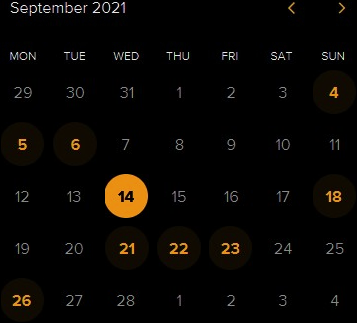 September 2021
MON TUE WED THU FRI SAT SUN
29 30 31 1 2 3 4
5 6 7 8 9 10 11
12 13 14 15 16 17 18
19 20 21 22 23 24 25
26 27 28 1 2 3 4